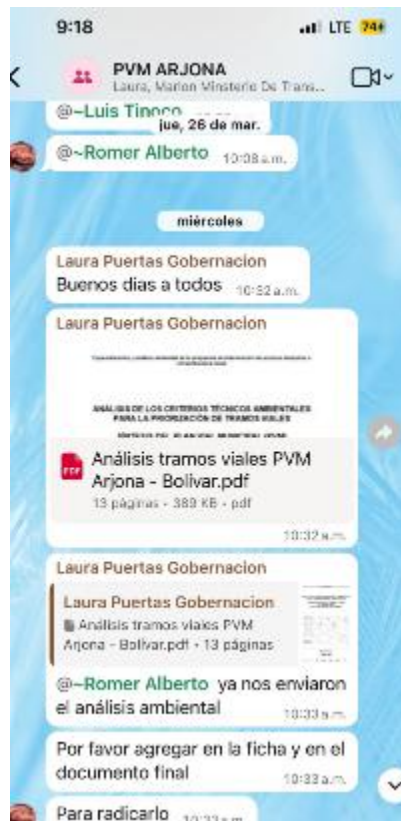 9:18 LTE 74
PVM ARJONA
Laura, Marlon Minsterio De Trans...
@~Luis Tinoco
jue, 26 de mar.
@~Romer Alberto 10:08 a.m.
miércoles
Laura Puertas Gobernacion
Buenos dias a todos 10:32 a.m.
Laura Puertas Gobernacion
ANÁLISIS DE LOS CRITERIOS TÉCNICOS AMBIENTALES
PARA LA PRIORIZACIÓN DE TRAMOS VIALES
PDF
Análisis tramos viales PVM
Arjona - Bolivar.pdf
13 páginas • 389 KB • pdf
10:32 a.m.
Laura Puertas Gobernacion
Laura Puertas Gobernacion
Análisis tramos viales PVM
Arjona - Bolivar.pdf • 13 páginas
@~Romer Alberto ya nos enviaron
el análisis ambiental 10:33 a.m.
Por favor agregar en la ficha y en el
documento final 10:33 a.m.
Para radicarlo 10:33 a.m.